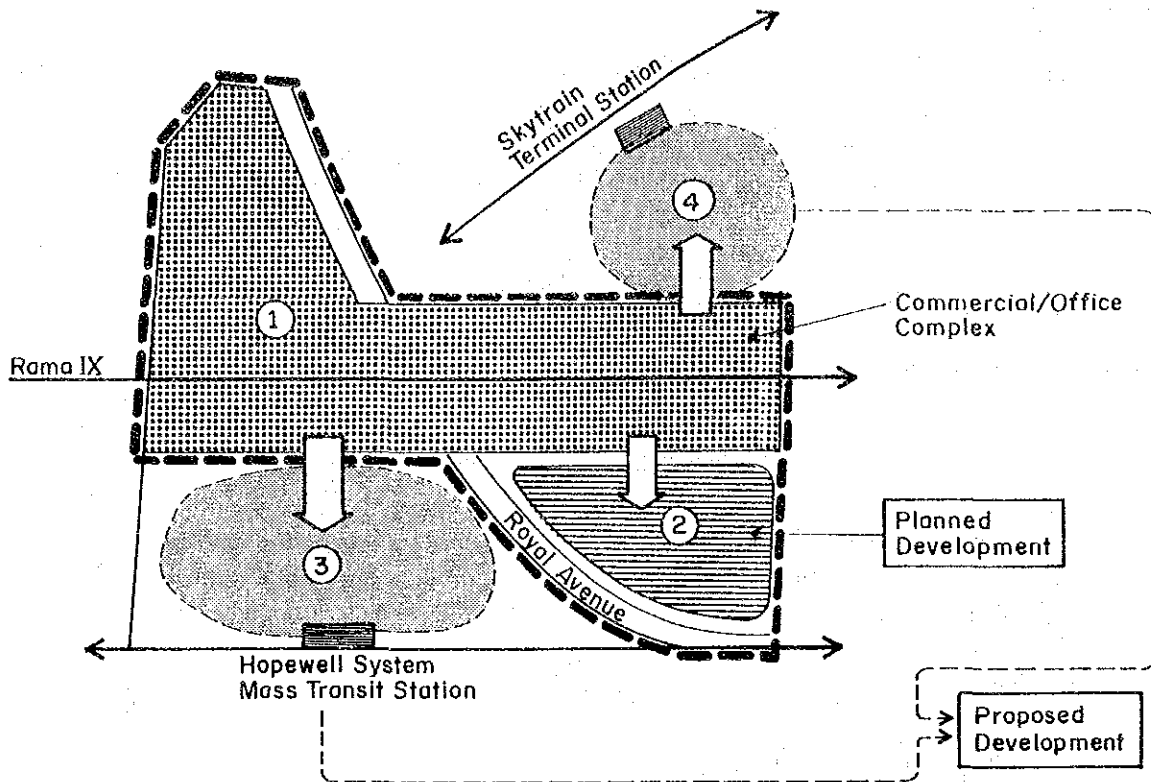 Skytrain
Terminal Station
4
1
Commercial/Office
Complex
Rama IX
2
Planned
Development
3
Royal Avenue
Hopewell System
Mass Transit Station
Proposed
Development